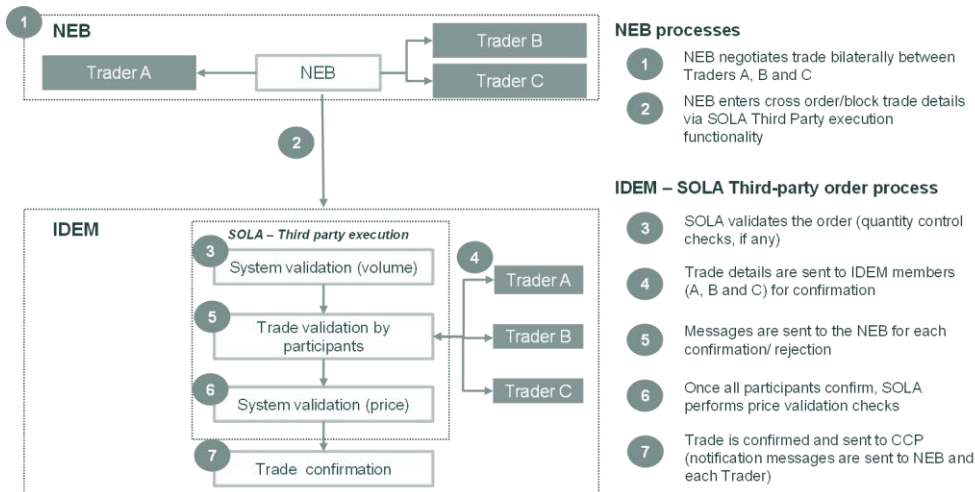 1
NEB
Trader A
NEB
Trader B
Trader C
2
IDEM
SOLA – Third party execution
3
System validation (volume)
4
Trader A
5
Trade validation by
participants
Trader B
6
System validation (price)
Trader C
7
Trade confirmation
NEB processes
1
NEB negotiates trade bilaterally between
Traders A, B and C
2
NEB enters cross order/block trade details
via SOLA Third Party execution
functionality
IDEM – SOLA Third-party order process
3
SOLA validates the order (quantity control
checks, if any)
4
Trade details are sent to IDEM members
(A, B and C) for confirmation
5
Messages are sent to the NEB for each
confirmation/ rejection
6
Once all participants confirm, SOLA
performs price validation checks
7
Trade is confirmed and sent to CCP
(notification messages are sent to NEB and
each Trader)